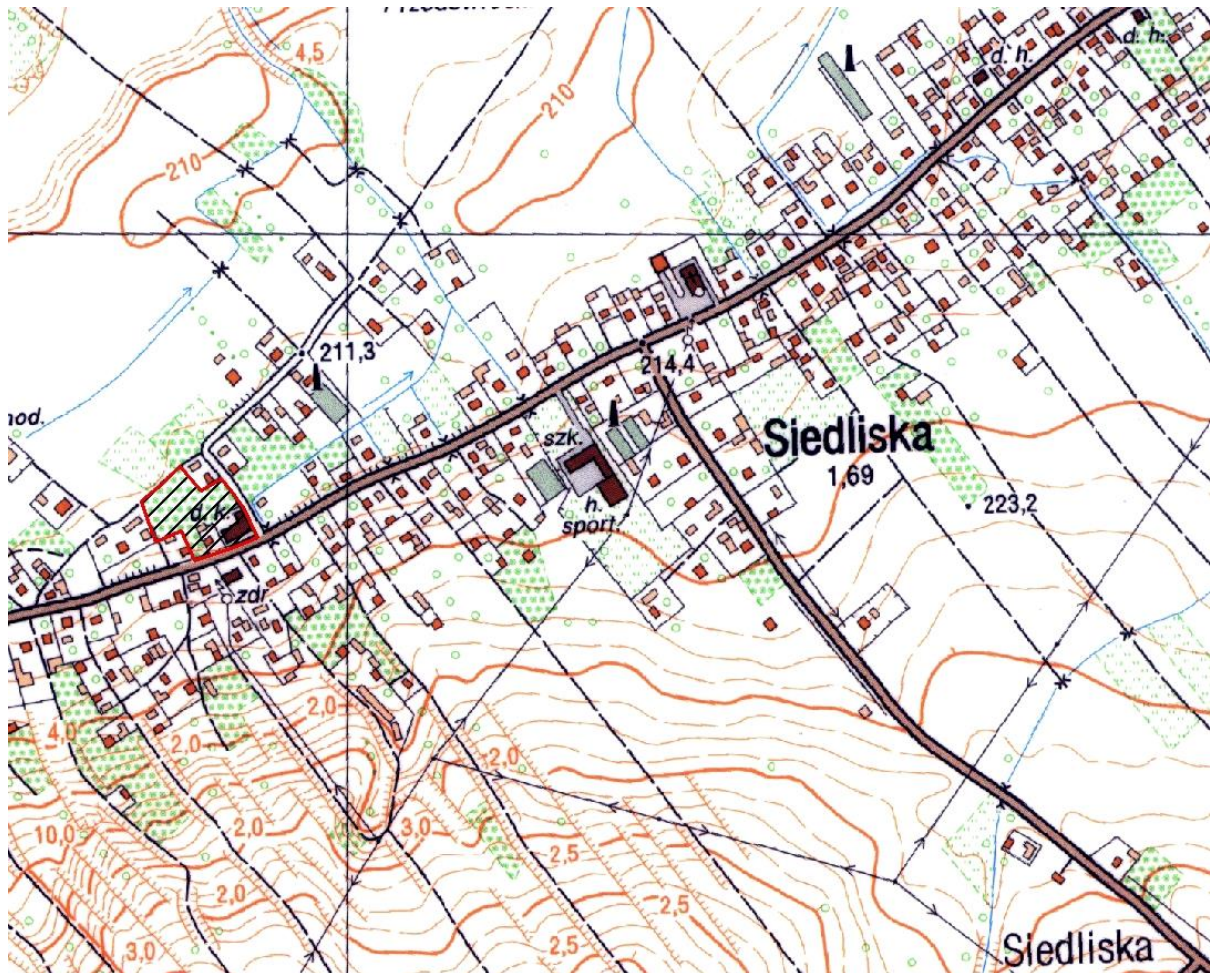 4,5
d. h.
d. h.
210
210
211,3
214,4
Siedliska
1,69
szk.
h.
sport.
223,2
hod.
d. k.
zdr.
2,0
4,0
2,0
2,0
10,0
2,0
3,0
2,5
2,0
2,5
3,0
2,5
Siedliska